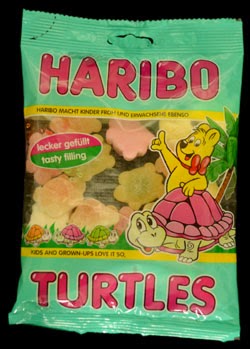 HARIBO
HARIBO MACHT KINDER FROH UND ERWACHSENE EBENSO
lecker gefüllt
tasty filling
KIDS AND GROWN-UPS LOVE IT SO,
TURTLES